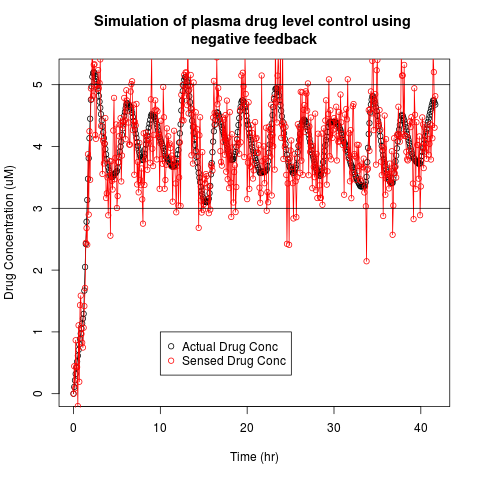 Simulation of plasma drug level control using
negative feedback
Drug Concentration (uM)
5
4
3
2
1
0
Actual Drug Conc
Sensed Drug Conc
0
10
20
30
40
Time (hr)